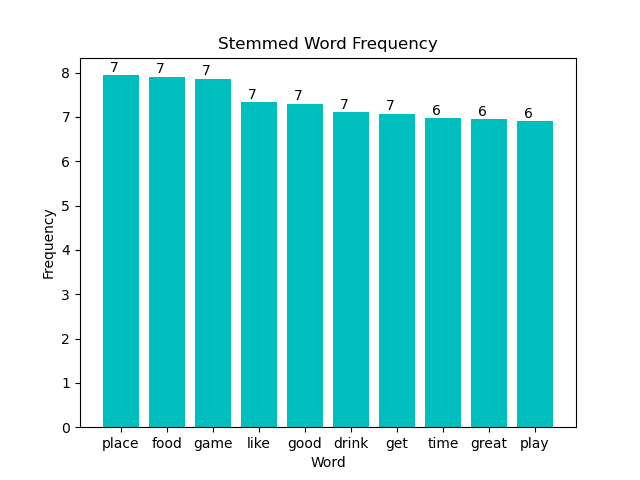 Stemmed Word Frequency
7 7 7 7 7 7 7 6 6 6
Frequency
8
7
6
5
4
3
2
1
0
place food game like good drink get time great play
Word